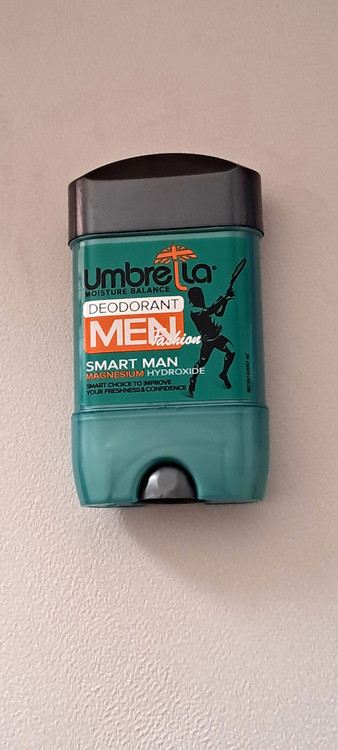 Umbrella
MOISTURE BALANCE
DEODORANT
MEN
fashion
SMART MAN
MAGNESIUM HYDROXIDE
SMART CHOICE TO IMPROVE
YOUR FRESHNESS & CONFIDENCE